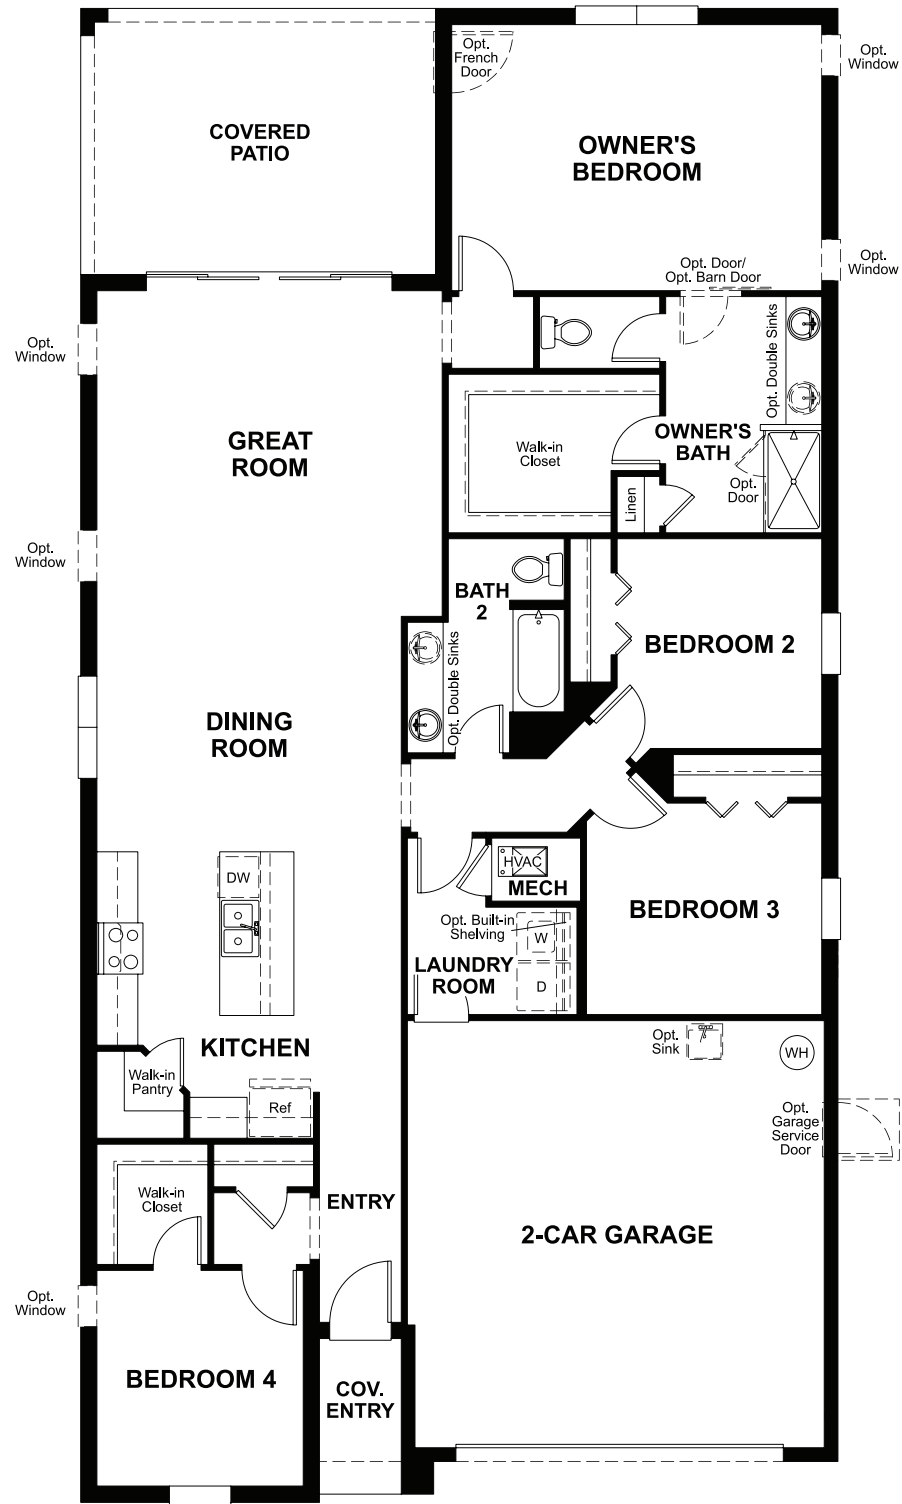 Opt.
French
Door
Opt.
Window
COVERED
PATIO
OWNER'S
BEDROOM
Opt.
Window
Opt. Door/
Opt. Barn Door
Opt.
Window
Opt. Double Sinks
GREAT
ROOM
Walk-in
Closet
OWNER'S
BATH
Opt.
Door
Linen
Opt.
Window
BATH
2
BEDROOM 2
Opt. Double Sinks
DINING
ROOM
DW
HVAC
MECH
BEDROOM 3
Opt. Built-in
Shelving
W
LAUNDRY
ROOM
D
KITCHEN
Opt.
Sink
WH
Walk-in
Pantry
Ref
Opt.
Garage
Service
Door
Walk-in
Closet
ENTRY
2-CAR GARAGE
Opt.
Window
BEDROOM 4
COV.
ENTRY